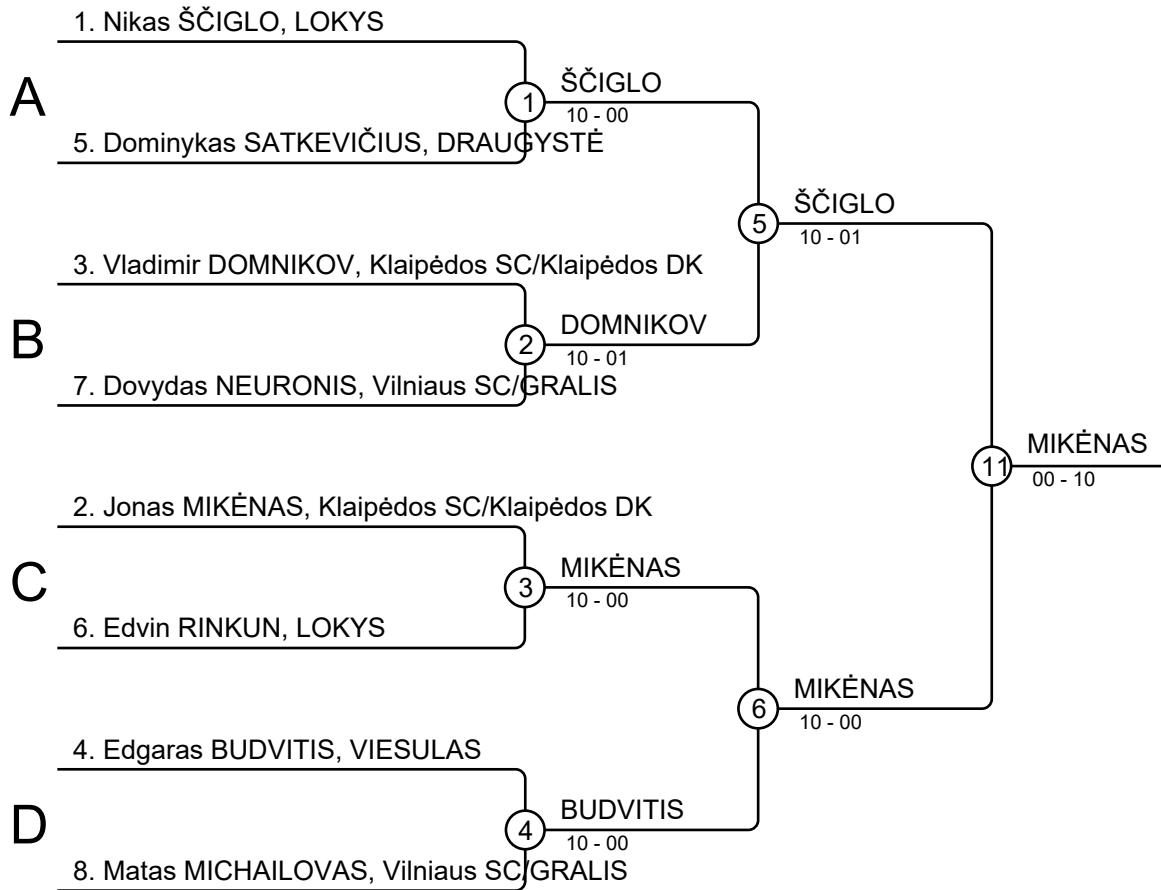 1. Nikas ŠČIGLO, LOKYS
A
1
ŠČIGLO
10 - 00
5. Dominykas SATKEVIČIUS, DRAUGYSTĖ
5
ŠČIGLO
10 - 01
3. Vladimir DOMNIKOV, Klaipėdos SC/Klaipėdos DK
B
2
DOMNIKOV
10 - 01
7. Dovydas NEURONIS, Vilniaus SC/GRALIS
11
MIKĖNAS
00 - 10
2. Jonas MIKĖNAS, Klaipėdos SC/Klaipėdos DK
C
3
MIKĖNAS
10 - 00
6. Edvin RINKUN, LOKYS
6
MIKĖNAS
10 - 00
4. Edgaras BUDVITIS, VIESULAS
D
4
BUDVITIS
10 - 00
8. Matas MICHAILOVAS, Vilniaus SC/GRALIS